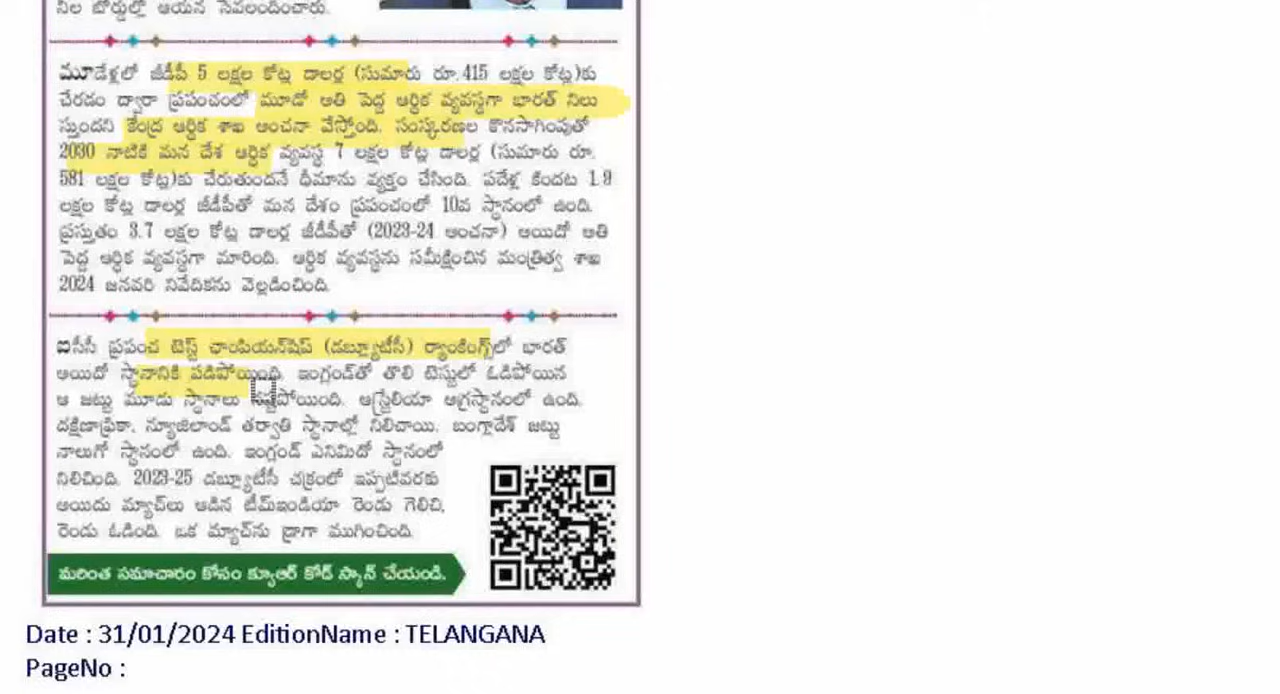 నీల బోర్డుల్లో ఆయన సేవలందించారు.
మూడేళ్లలో జీడీపీ 5 లక్షల కోట్ల డాలర్ల (సుమారు రూ.415 లక్షల కోట్ల)కు
చేరడం ద్వారా ప్రపంచంలో మూడో అతి పెద్ద ఆర్థిక వ్యవస్థగా భారత్ నిలు
స్తుందని కేంద్ర ఆర్థిక శాఖ అంచనా వేస్తోంది. సంస్కరణల కొనసాగింపుతో
2030 నాటికి మన దేశ ఆర్థిక వ్యవస్థ 7 లక్షల కోట్ల డాలర్ల (సుమారు రూ.
581 లక్షల కోట్ల)కు చేరుతుందనే ధీమాను వ్యక్తం చేసింది. పదేళ్ల కిందట 1.9
లక్షల కోట్ల డాలర్ల జీడీపీతో మన దేశం ప్రపంచంలో 10వ స్థానంలో ఉంది.
ప్రస్తుతం 3.7 లక్షల కోట్ల డాలర్ల జీడీపీతో (2023-24 అంచనా) అయిదో అతి
పెద్ద ఆర్థిక వ్యవస్థగా మారింది. ఆర్థిక వ్యవస్థను సమీక్షించిన మంత్రిత్వ శాఖ
2024 జనవరి నివేదికను వెల్లడించింది.
ఐసీసీ ప్రపంచ టెస్ట్ ఛాంపియన్‌షిప్ (డబ్ల్యూటీసీ) ర్యాంకింగ్స్‌లో భారత్
అయిదో స్థానానికి పడిపోయింది. ఇంగ్లండ్‌తో తొలి టెస్టులో ఓడిపోయిన
ఆ జట్టు మూడు స్థానాలు నష్టపోయింది. ఆస్ట్రేలియా అగ్రస్థానంలో ఉంది.
దక్షిణాఫ్రికా, న్యూజిలాండ్ తర్వాతి స్థానాల్లో నిలిచాయి. బంగ్లాదేశ్ జట్టు
నాలుగో స్థానంలో ఉంది. ఇంగ్లండ్ ఎనిమిదో స్థానంలో
నిలిచింది. 2023-25 డబ్ల్యూటీసీ చక్రంలో ఇప్పటివరకు
అయిదు మ్యాచ్‌లు ఆడిన టీమ్‌ఇండియా రెండు గెలిచి,
రెండు ఓడింది. ఒక మ్యాచ్‌ను డ్రాగా ముగించింది.
మరింత సమాచారం కోసం క్యూఆర్ కోడ్ స్కాన్ చేయండి.
Date : 31/01/2024 EditionName : TELANGANA
PageNo :